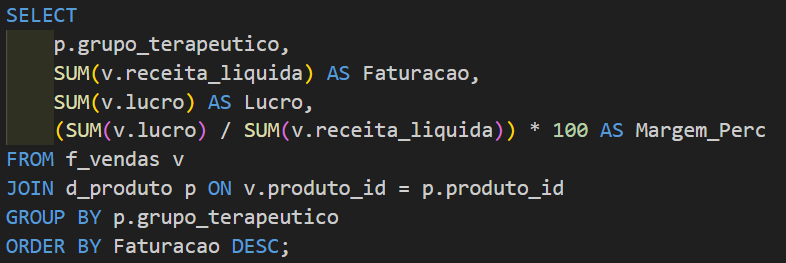 SELECT
    p.grupo_terapeutico,
    SUM(v.receita_liquida) AS Faturacao,
    SUM(v.lucro) AS Lucro,
    (SUM(v.lucro) / SUM(v.receita_liquida)) * 100 AS Margem_Perc
FROM f_vendas v
JOIN d_produto p ON v.produto_id = p.produto_id
GROUP BY p.grupo_terapeutico
ORDER BY Faturacao DESC;